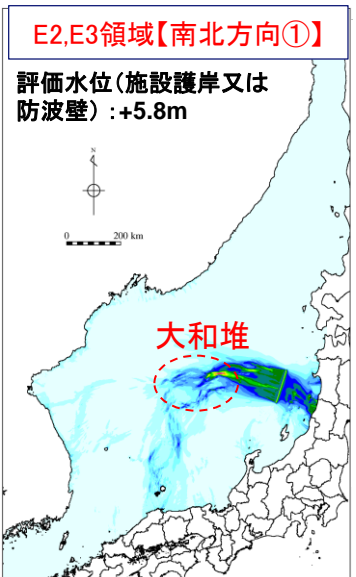 E2,E3領域【南北方向①】
評価水位（施設護岸又は
防波壁）：+5.8m
N
0 200 km
大和堆